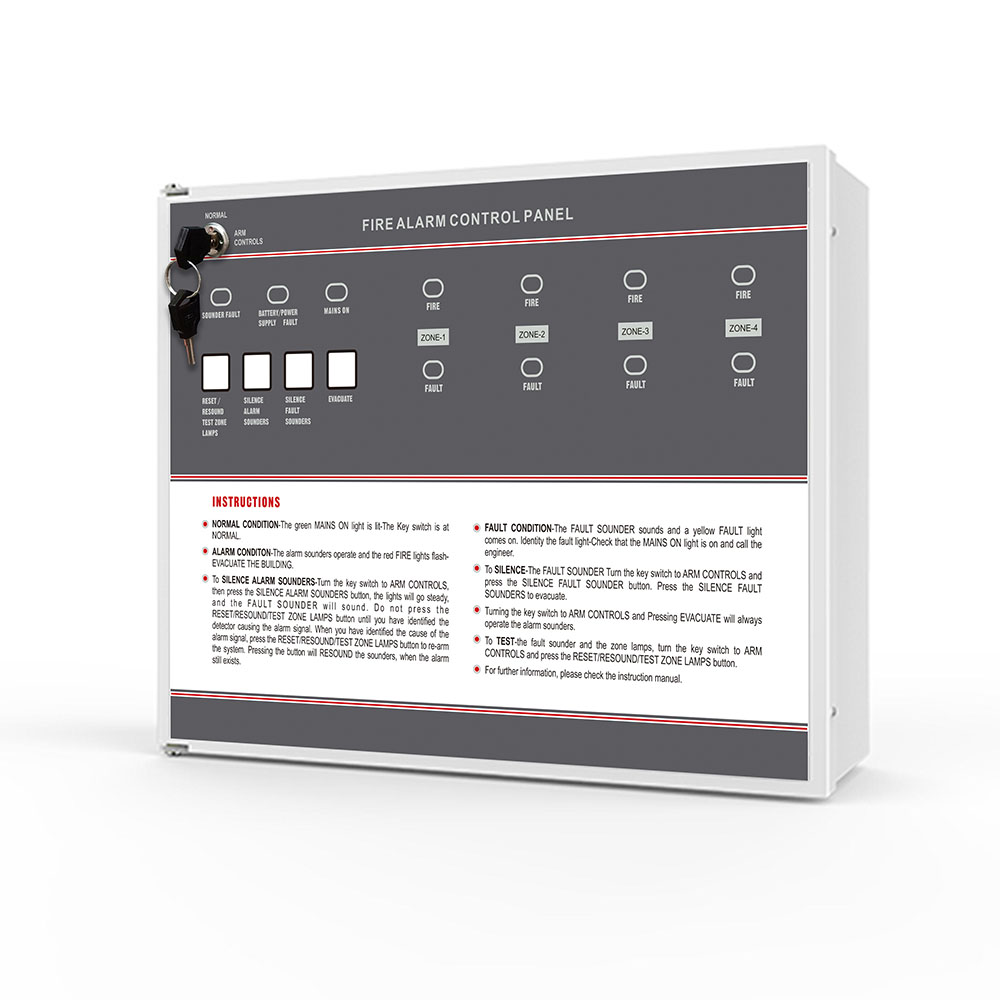 NORMAL
ARM
CONTROLS
FIRE ALARM CONTROL PANEL
SOUNDER FAULT
BATTERY/POWER
SUPPLY FAULT
MAINS ON
FIRE
FIRE
FIRE
FIRE
ZONE-1
ZONE-2
ZONE-3
ZONE-4
FAULT
FAULT
FAULT
FAULT
RESET /
RESOUND
TEST ZONE
LAMPS
SILENCE
ALARM
SOUNDERS
SILENCE
FAULT
SOUNDERS
EVACUATE
INSTRUCTIONS
NORMAL CONDITION-The green MAINS ON light is lit-The Key switch is at
NORMAL.
ALARM CONDITON-The alarm sounders operate and the red FIRE lights flash-
EVACUATE THE BUILDING.
To SILENCE ALARM SOUNDERS-Turn the key switch to ARM CONTROLS,
then press the SILENCE ALARM SOUNDERS button, the lights will go steady,
and the FAULT SOUNDER will sound. Do not press the
RESET/RESOUND/TEST ZONE LAMPS button until you have identified the
detector causing the alarm signal. When you have identified the cause of the
alarm signal, press the RESET/RESOUND/TEST ZONE LAMPS button to re-arm
the system. Pressing the button will RESOUND the sounders, when the alarm
still exists.
FAULT CONDITION-The FAULT SOUNDER sounds and a yellow FAULT light
comes on. Identity the fault light-Check that the MAINS ON light is on and call the
engineer.
To SILENCE-The FAULT SOUNDER Turn the key switch to ARM CONTROLS and
press the SILENCE FAULT SOUNDER button. Press the SILENCE FAULT
SOUNDERS to evacuate.
Turning the key switch to ARM CONTROLS and Pressing EVACUATE will always
operate the alarm sounders.
To TEST-the fault sounder and the zone lamps, turn the key switch to ARM
CONTROLS and press the RESET/RESOUND/TEST ZONE LAMPS button.
For further information, please check the instruction manual.